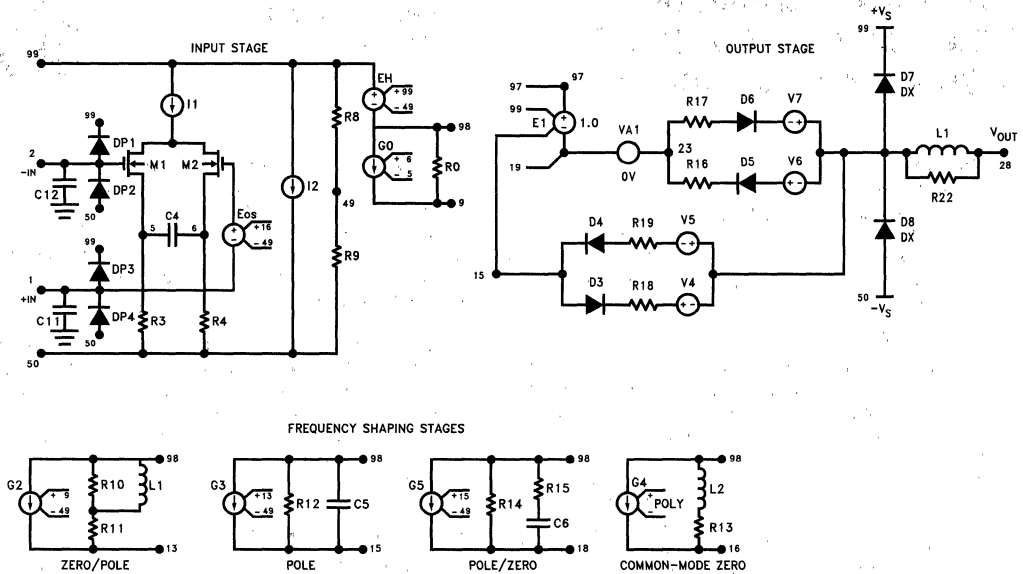 INPUT STAGE
99
I1
DP1
99
2
-IN
M1
M2
C12
DP2
50
5
C4
6
Eos
+16
-49
99
DP3
1
+IN
C11
DP4
50
R3
R4
50
I2
R8
49
R9
EH
+99
-49
98
G0
+ 6
- 5
R0
9
OUTPUT STAGE
97
97
99
E1
1.0
19
VA1
0V
23
R17
D6
V7
R16
D5
V6
D4
R19
V5
15
D3
R18
V4
+VS
99
D7
DX
L1
VOUT
28
R22
D8
DX
50
-VS
FREQUENCY SHAPING STAGES
98
G2
+ 9
-49
R10
L1
R11
13
ZERO/POLE
98
G3
+13
-49
R12
C5
15
POLE
98
G5
+15
-49
R14
R15
C6
18
POLE/ZERO
98
G4
+
POLY
-
L2
R13
16
COMMON-MODE ZERO